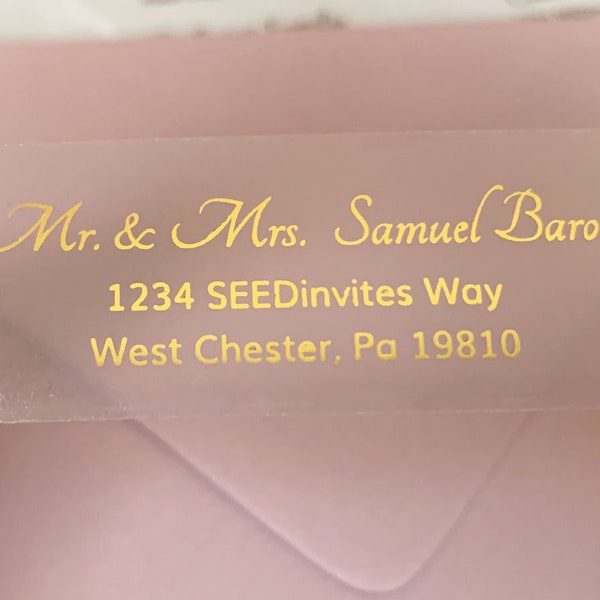 Mr. & Mrs. Samuel Baro
1234 SEEDinvites Way
West Chester, Pa 19810